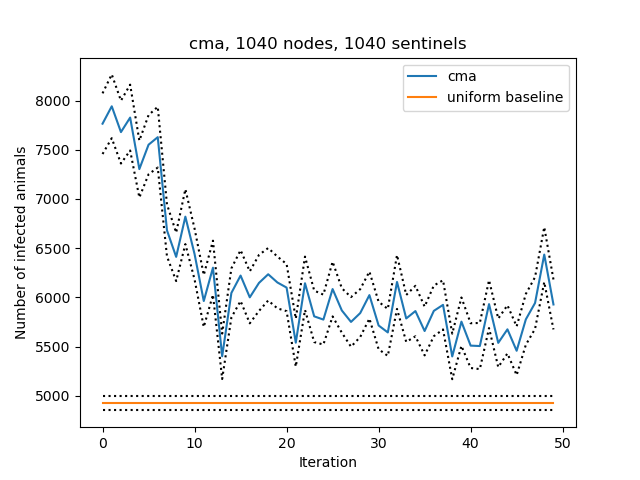 cma, 1040 nodes, 1040 sentinels
cma
uniform baseline
Number of infected animals
8000
7500
7000
6500
6000
5500
5000
0 10 20 30 40 50
Iteration